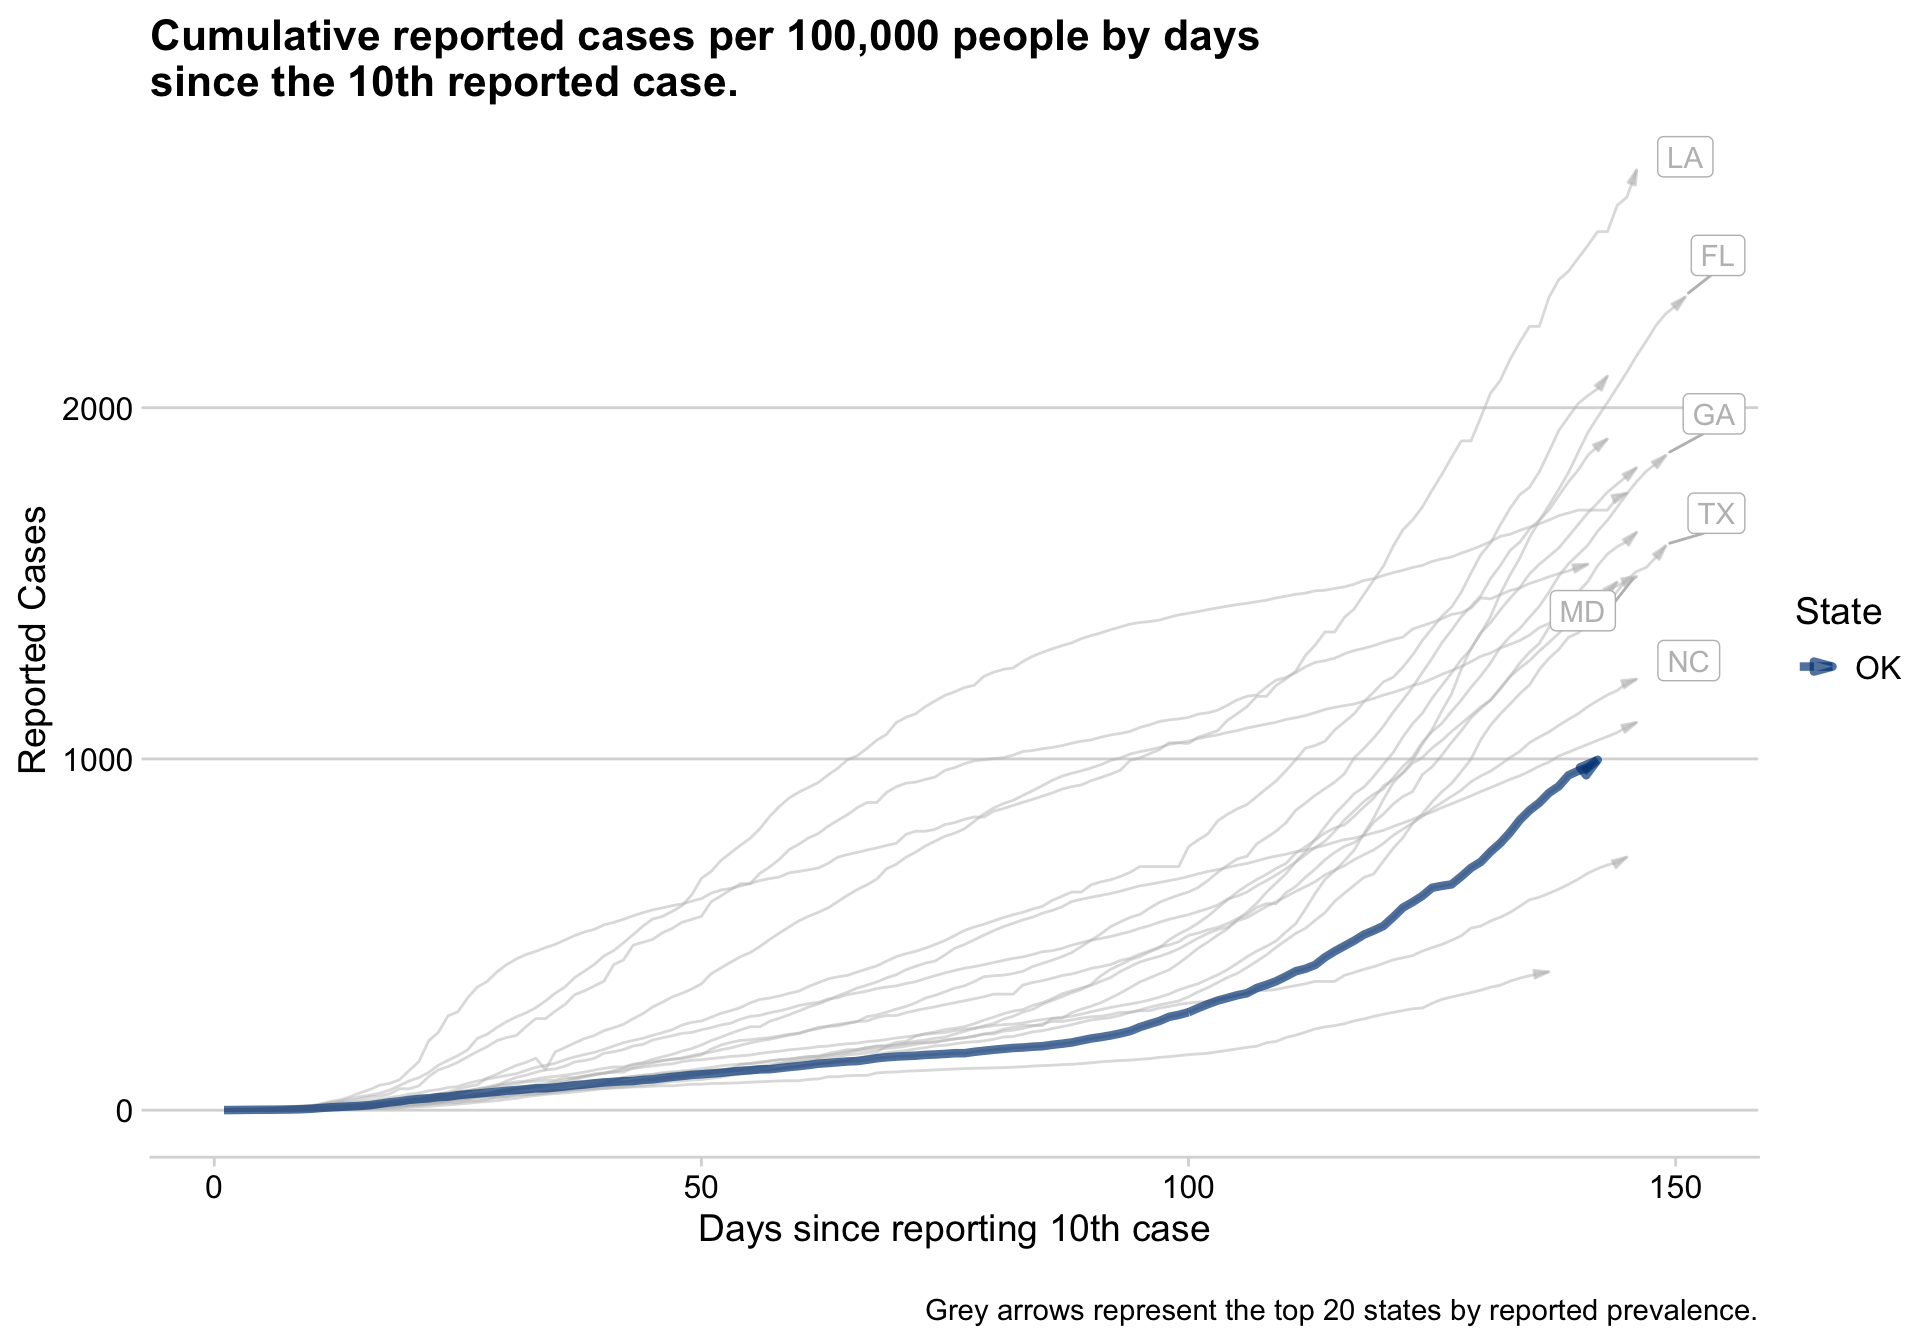 Cumulative reported cases per 100,000 people by days
since the 10th reported case.
LA
FL
2000
GA
TX
Reported Cases
MD
State
NC
OK
1000
0
0 50 100 150
Days since reporting 10th case
Grey arrows represent the top 20 states by reported prevalence.